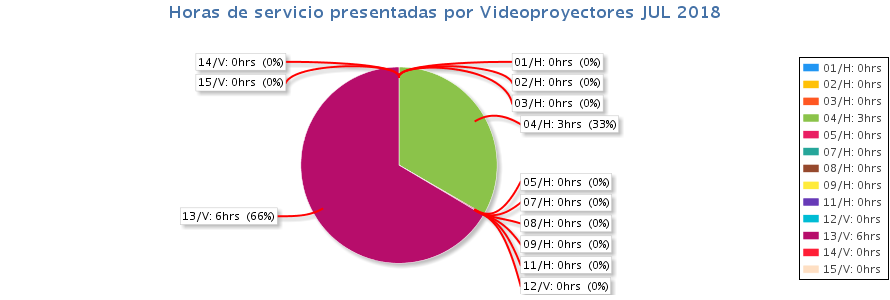 Horas de servicio presentadas por Videoproyectores JUL 2018
14/V: 0hrs (0%)
15/V: 0hrs (0%)
01/H: 0hrs (0%)
02/H: 0hrs (0%)
03/H: 0hrs (0%)
04/H: 3hrs (33%)
05/H: 0hrs (0%)
07/H: 0hrs (0%)
08/H: 0hrs (0%)
09/H: 0hrs (0%)
11/H: 0hrs (0%)
12/V: 0hrs (0%)
13/V: 6hrs (66%)
01/H: 0hrs
02/H: 0hrs
03/H: 0hrs
04/H: 3hrs
05/H: 0hrs
07/H: 0hrs
08/H: 0hrs
09/H: 0hrs
11/H: 0hrs
12/V: 0hrs
13/V: 6hrs
14/V: 0hrs
15/V: 0hrs